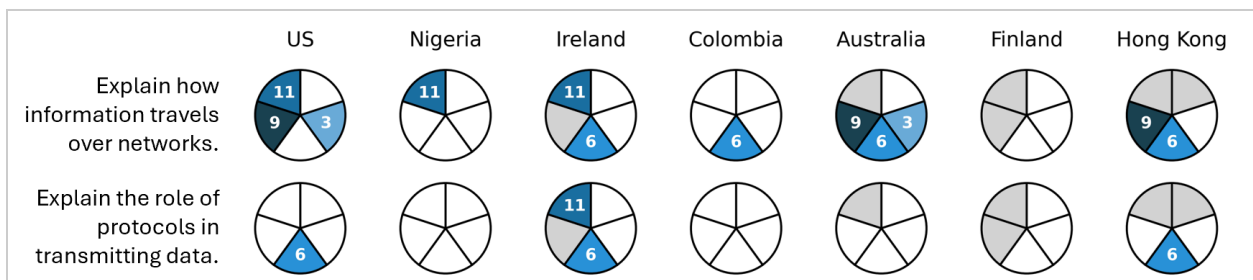 US Nigeria Ireland Colombia Australia Finland Hong Kong
Explain how
information travels
over networks.
11
9 3
11
11
6
6
9 3
6
9
6
Explain the role of
protocols in
transmitting data.
6
11
6
6